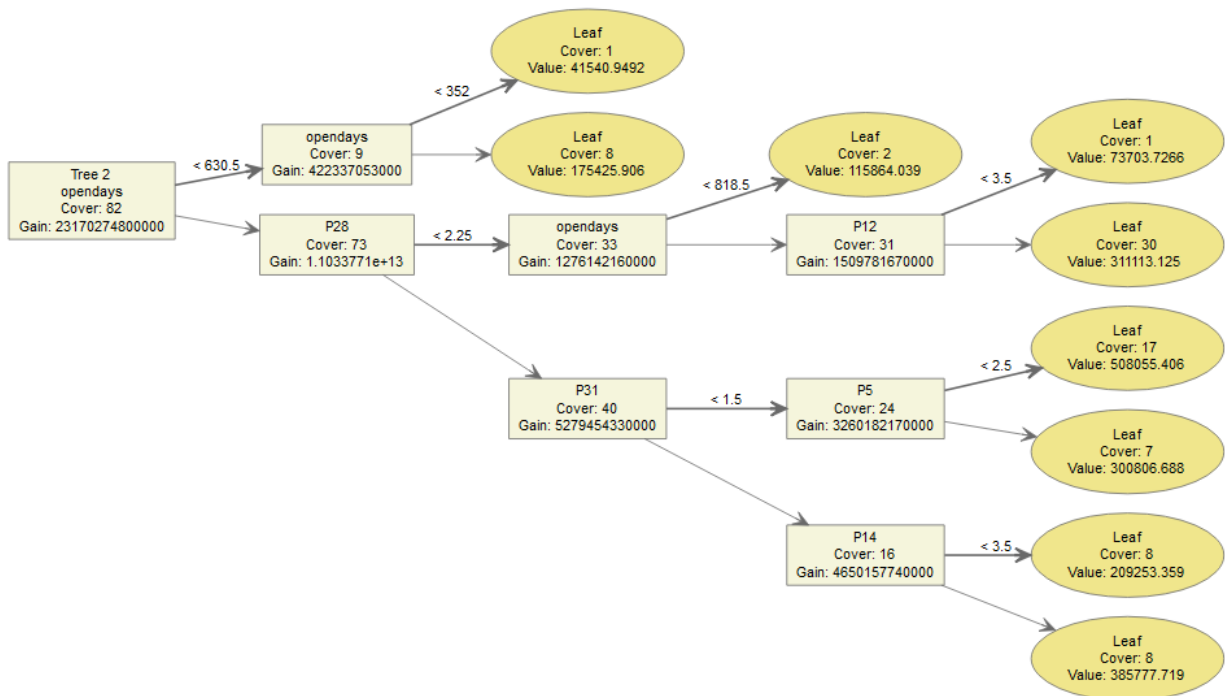 Leaf
Cover: 1
Value: 41540.9492
< 352
opendays
Cover: 9
Gain: 422337053000
Leaf
Cover: 8
Value: 175425.906
Leaf
Cover: 2
Value: 115864.039
Leaf
Cover: 1
Value: 73703.7266
< 630.5
Tree 2
opendays
Cover: 82
Gain: 23170274800000
< 818.5
< 3.5
P28
Cover: 73
Gain: 1.1033771e+13
< 2.25
opendays
Cover: 33
Gain: 1276142160000
P12
Cover: 31
Gain: 1509781670000
Leaf
Cover: 30
Value: 311113.125
Leaf
Cover: 17
Value: 508055.406
< 2.5
P31
Cover: 40
Gain: 5279454330000
< 1.5
P5
Cover: 24
Gain: 3260182170000
Leaf
Cover: 7
Value: 300806.688
P14
Cover: 16
Gain: 4650157740000
< 3.5
Leaf
Cover: 8
Value: 209253.359
Leaf
Cover: 8
Value: 385777.719